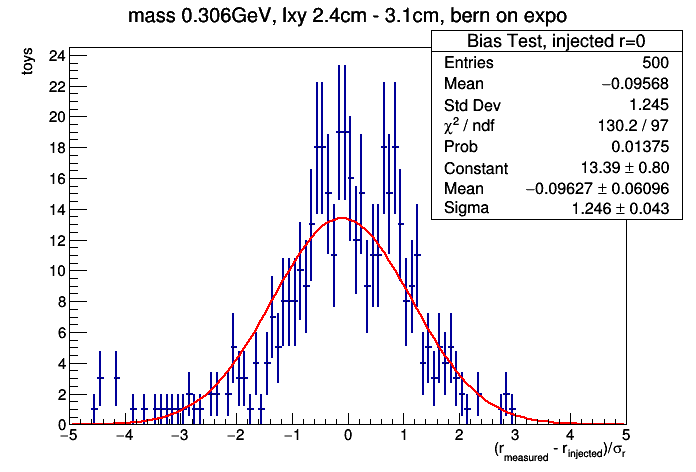 mass 0.306GeV, lxy 2.4cm - 3.1cm, bern on expo
toys
Bias Test, injected r=0
Entries 500
Mean −0.09568
Std Dev 1.245
χ² / ndf 130.2 / 97
Prob 0.01375
Constant 13.39 ± 0.80
Mean −0.09627 ± 0.06096
Sigma 1.246 ± 0.043
24
22
20
18
16
14
12
10
8
6
4
2
0
−5 −4 −3 −2 −1 0 1 2 3 4 5
(r_measured - r_injected)/σ_r